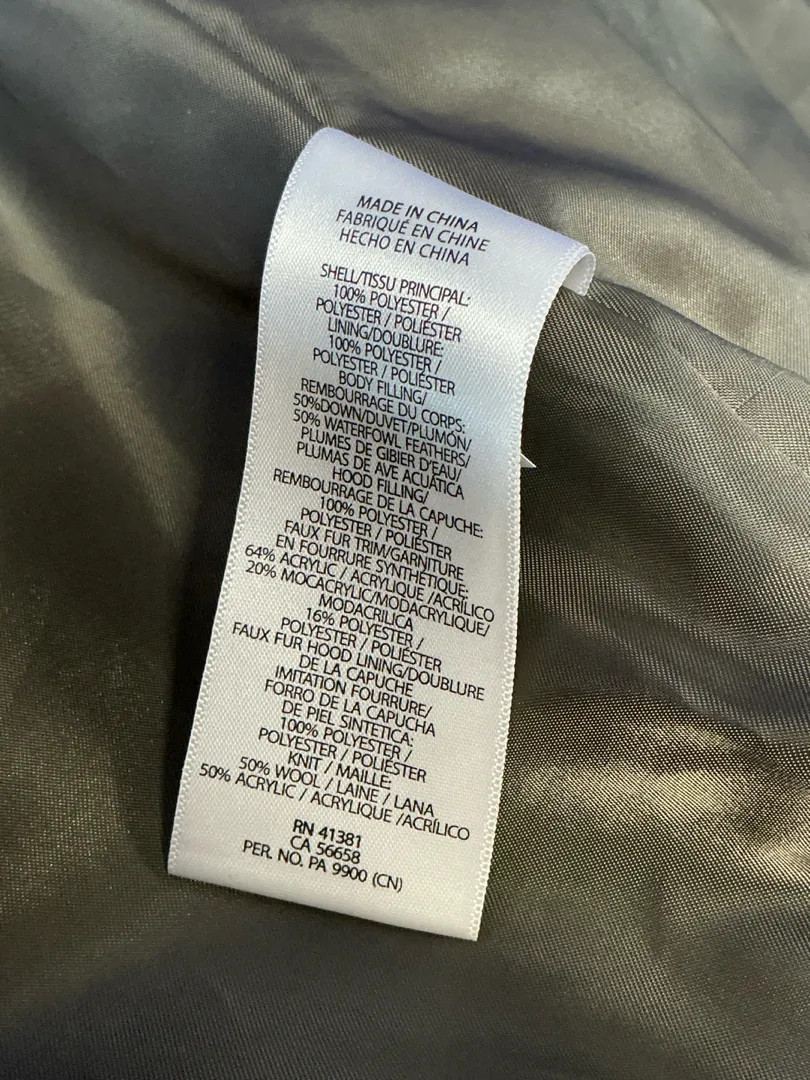 MADE IN CHINA
FABRIQUÉ EN CHINE
HECHO EN CHINA
SHELL/TISSU PRINCIPAL:
100% POLYESTER /
POLYESTER / POLIÉSTER
LINING/DOUBLURE:
100% POLYESTER /
POLYESTER / POLIÉSTER
BODY FILLING/
REMBOURRAGE DU CORPS:
50%DOWN/DUVET/PLUMÓN/
50% WATERFOWL FEATHERS/
PLUMES DE GIBIER D'EAU/
PLUMAS DE AVE ACUÁTICA
HOOD FILLING/
REMBOURRAGE DE LA CAPUCHE:
100% POLYESTER /
POLYESTER / POLIÉSTER
FAUX FUR TRIM/GARNITURE
EN FOURRURE SYNTHÉTIQUE:
64% ACRYLIC / ACRYLIQUE /ACRÍLICO
20% MOCACRYLIC/MODACRYLIQUE/
MODACRILICA
16% POLYESTER /
POLYESTER / POLIÉSTER
FAUX FUR HOOD LINING/DOUBLURE
DE LA CAPUCHE
IMITATION FOURRURE/
FORRO DE LA CAPUCHA
DE PIEL SINTETICA:
100% POLYESTER /
POLYESTER / POLIÉSTER
KNIT / MAILLE:
50% WOOL / LAINE / LANA
50% ACRYLIC / ACRYLIQUE /ACRÍLICO
RN 41381
CA 56658
PER. NO. PA 9900 (CN)